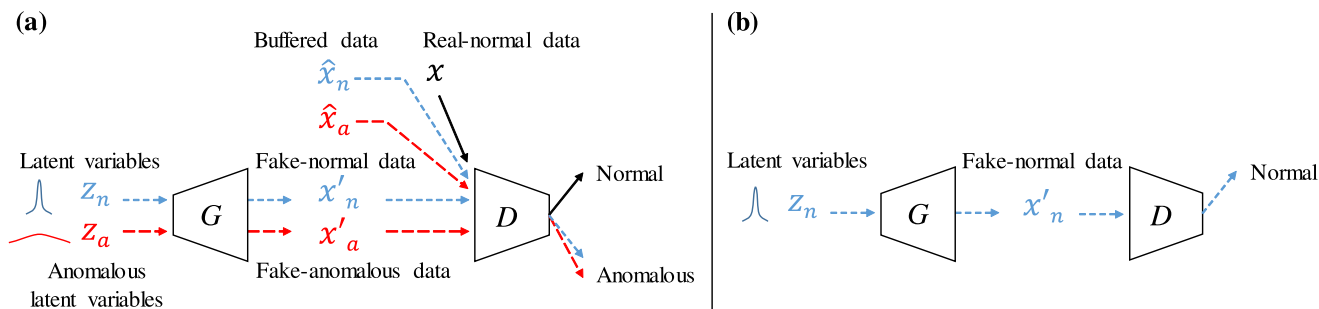 (a)
Buffered data
Real-normal data
x̂ₙ
x
x̂ₐ
Latent variables
Fake-normal data
zₙ
G
x′ₙ
D
Normal
zₐ
x′ₐ
Anomalous
latent variables
Fake-anomalous data
Anomalous
(b)
Latent variables
Fake-normal data
Normal
zₙ
G
x′ₙ
D